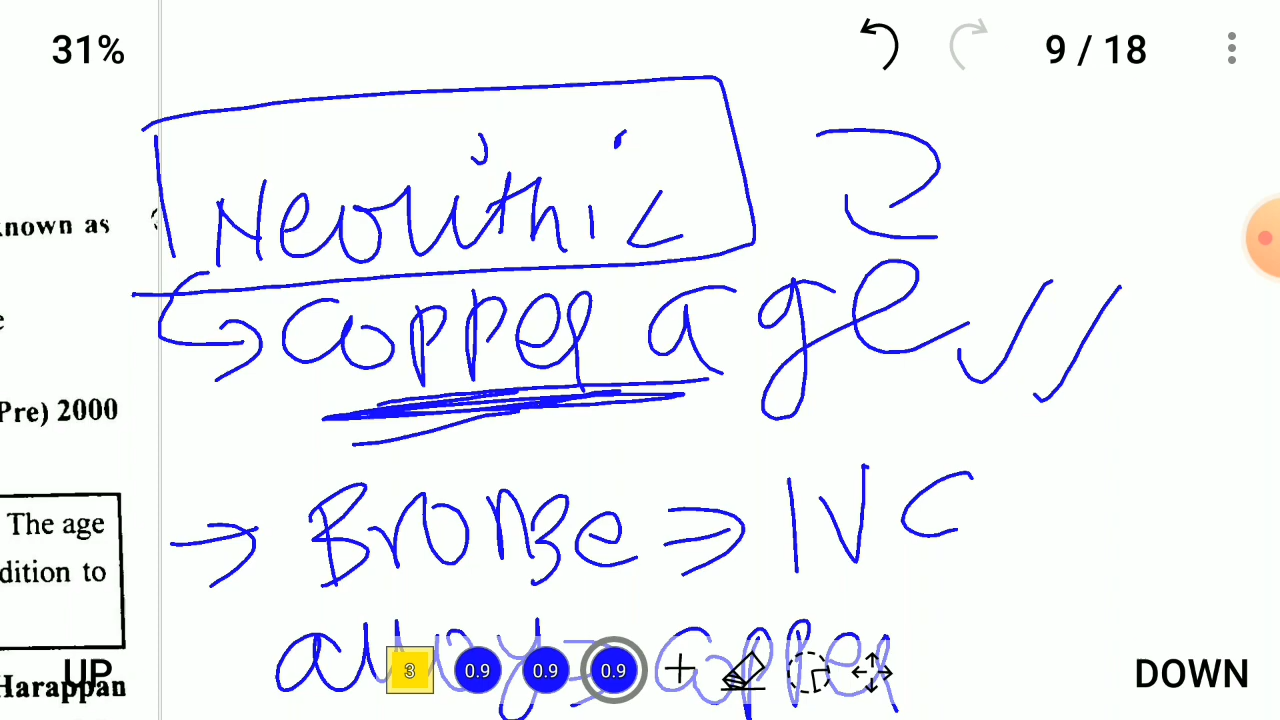 31%
9 / 18
known as
Neolithic
copper age
Pre) 2000
Bronze => IVC
The age
dition to
alloy => copper
3 0.9 0.9 0.9
UP
DOWN
Harappan